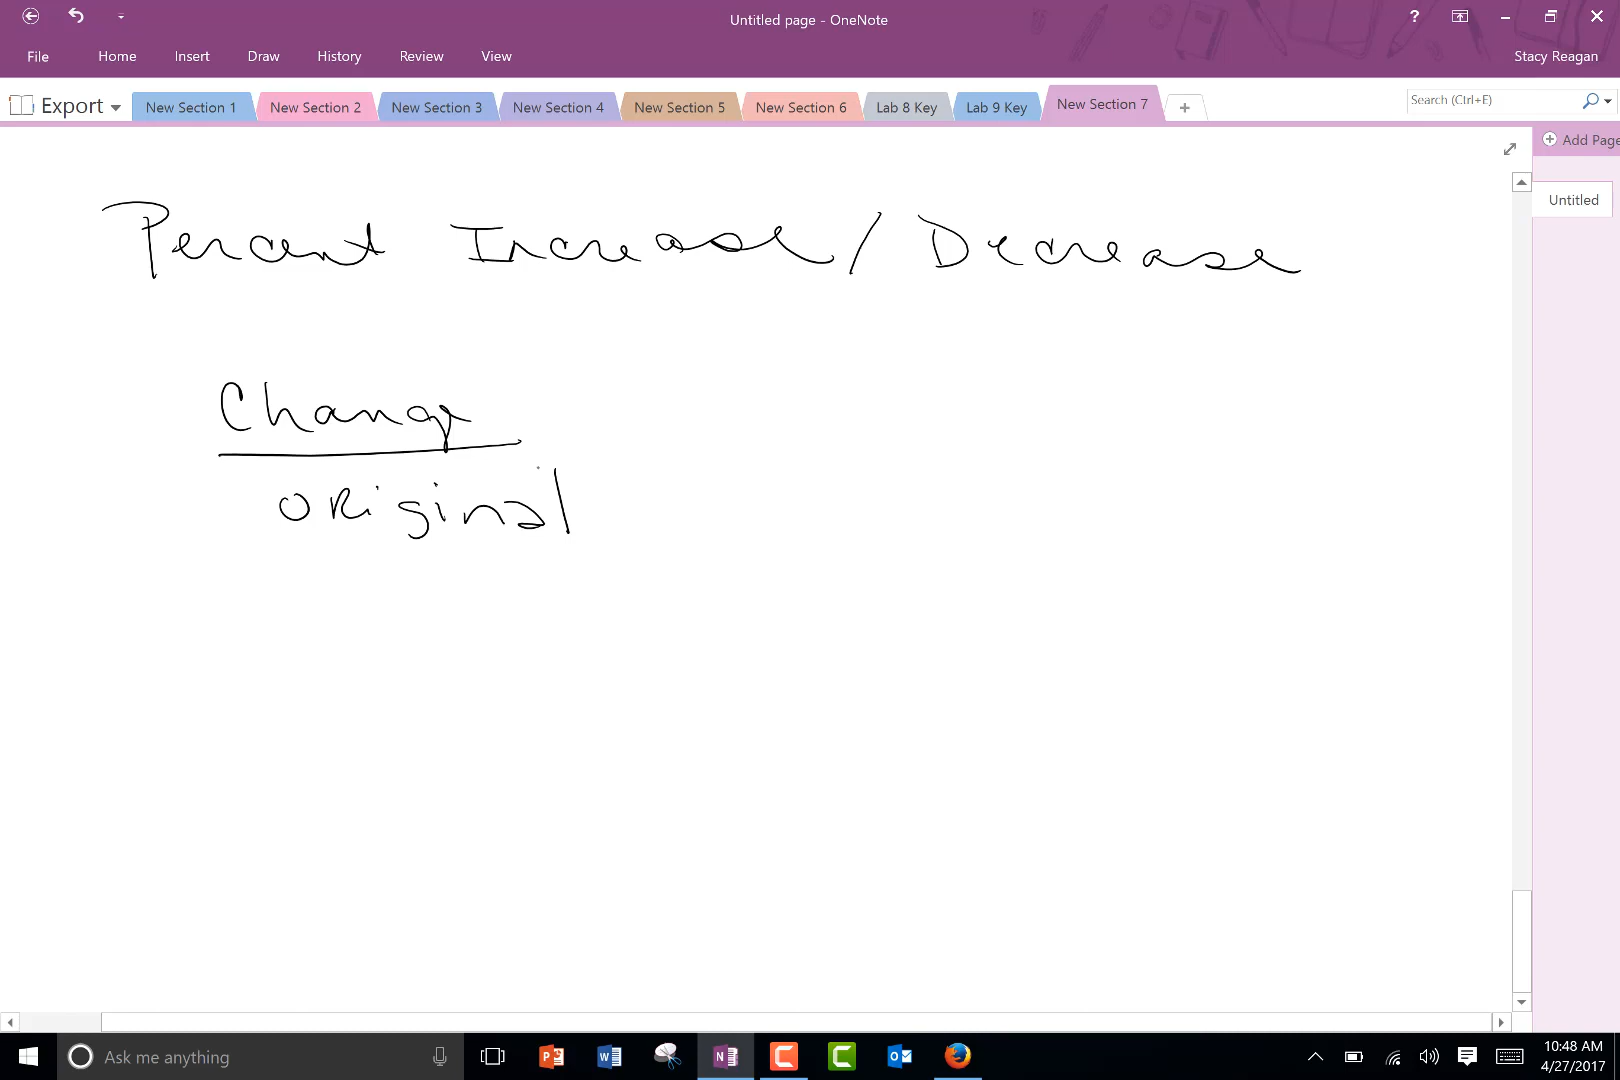 Untitled page - OneNote
?
File Home Insert Draw History Review View
Stacy Reagan
Export New Section 1 New Section 2 New Section 3 New Section 4 New Section 5 New Section 6 Lab 8 Key Lab 9 Key New Section 7 +
Search (Ctrl+E)
Add Page
Untitled
Percent Increase/Decrease
Change
original
Ask me anything
10:48 AM
4/27/2017